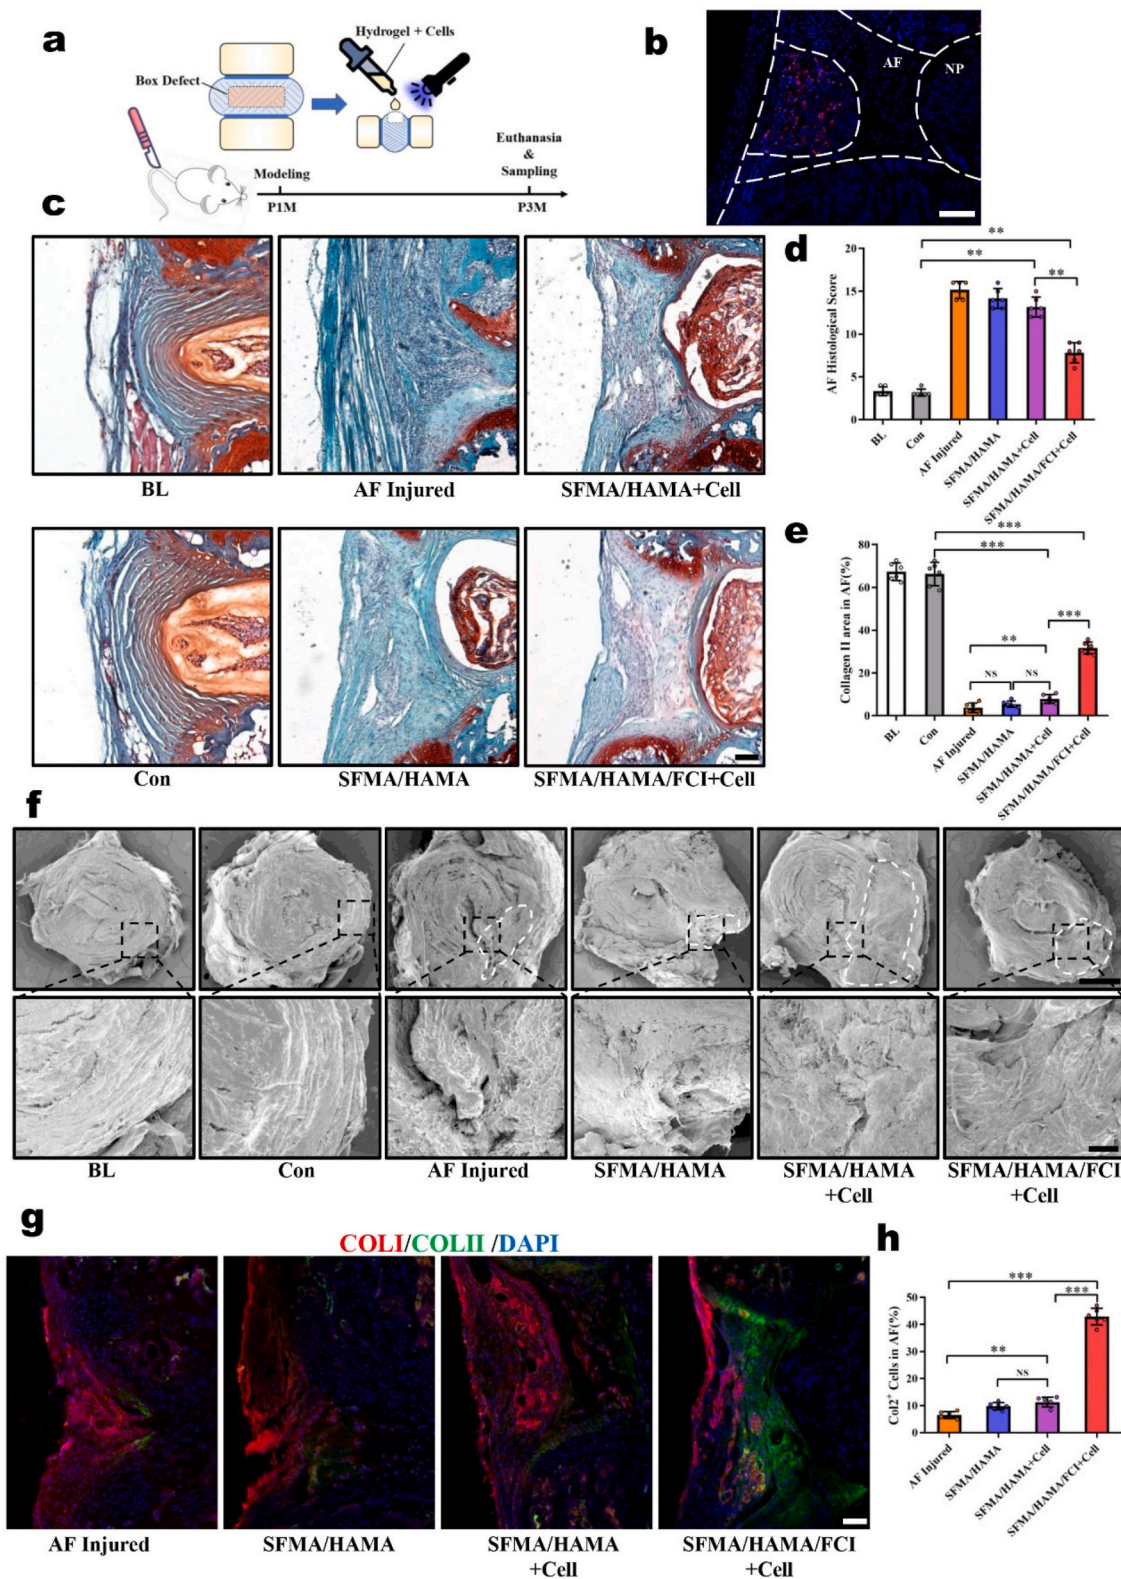 a
Hydrogel + Cells
Box Defect
Modeling
Euthanasia
&
Sampling
P1M
P3M
b
AF
NP
c
BL
AF Injured
SFMA/HAMA+Cell
Con
SFMA/HAMA
SFMA/HAMA/FCI+Cell
d
AF Histological Score
20
15
10
5
0
**
**
**
BL
Con
AF Injured
SFMA/HAMA
SFMA/HAMA+Cell
SFMA/HAMA/FCI+Cell
e
Collagen II area in AF(%)
80
60
40
20
0
***
***
***
**
NS
NS
BL
Con
AF Injured
SFMA/HAMA
SFMA/HAMA+Cell
SFMA/HAMA/FCI+Cell
f
BL
Con
AF Injured
SFMA/HAMA
SFMA/HAMA
+Cell
SFMA/HAMA/FCI
+Cell
g
COLI/COLII /DAPI
AF Injured
SFMA/HAMA
SFMA/HAMA
+Cell
SFMA/HAMA/FCI
+Cell
h
Col2⁺ Cells in AF(%)
50
40
30
20
10
0
***
***
**
NS
AF Injured
SFMA/HAMA
SFMA/HAMA+Cell
SFMA/HAMA/FCI+Cell